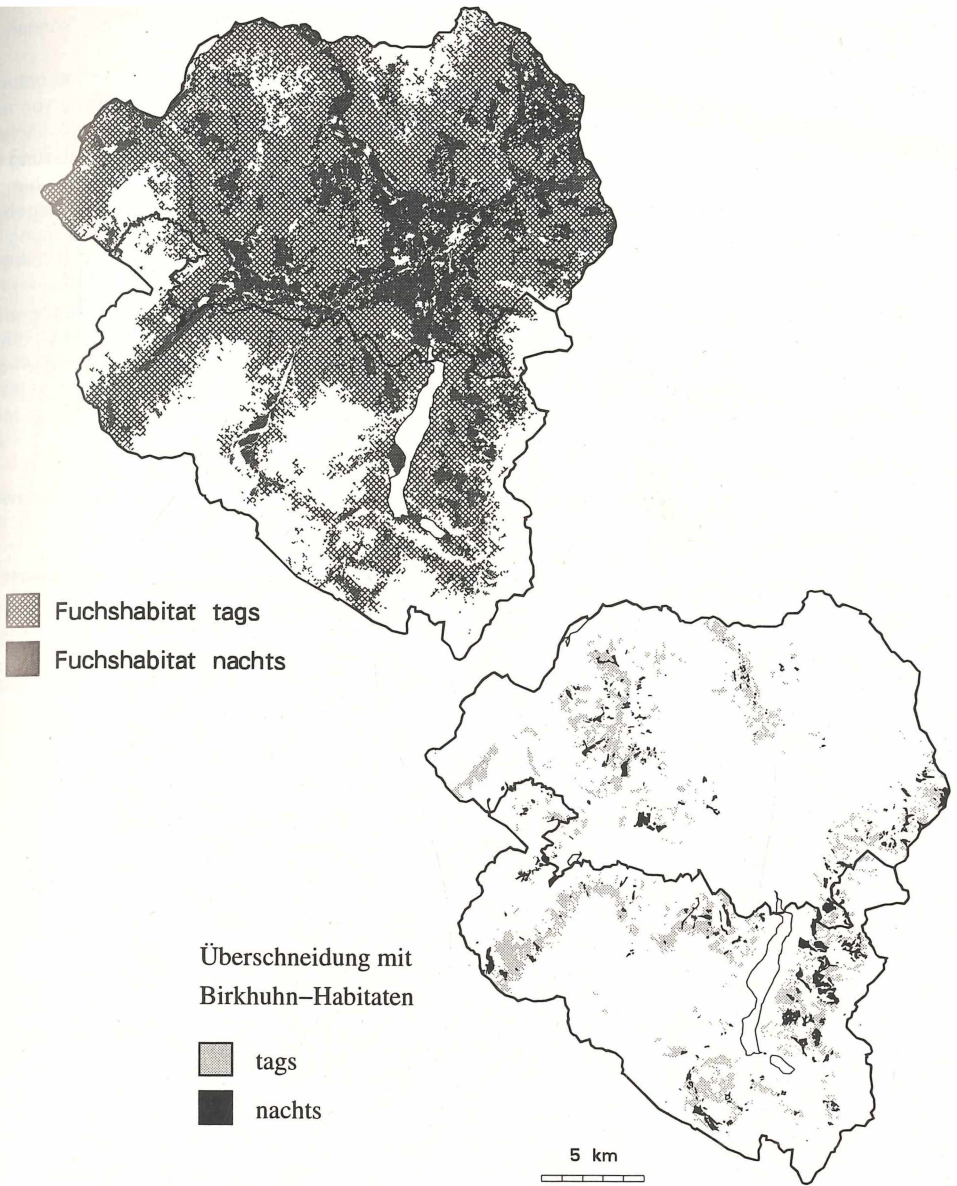 Fuchshabitat tags
Fuchshabitat nachts
Überschneidung mit
Birkhuhn–Habitaten
tags
nachts
5 km